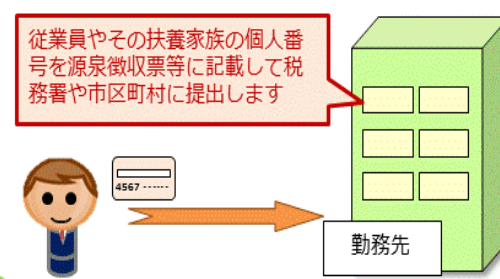 従業員やその扶養家族の個人番
号を源泉徴収票等に記載して税
務署や市区町村に提出します
4567 ------
勤務先